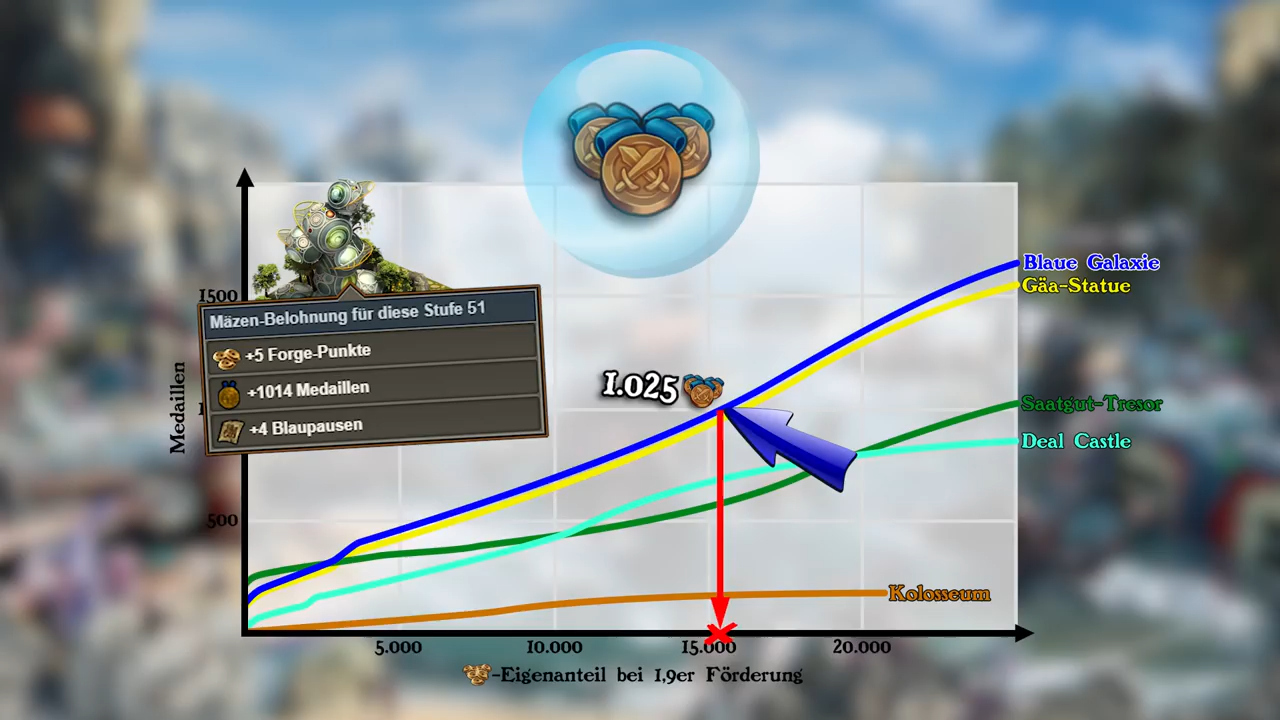 Blaue Galaxie
Gäa-Statue
1500
Mäzen-Belohnung für diese Stufe 51
+5 Forge-Punkte
+1014 Medaillen
+4 Blaupausen
Medaillen
1.025
Saatgut-Tresor
Deal Castle
500
Kolosseum
5.000 10.000 15.000 20.000
-Eigenanteil bei 1,9er Förderung